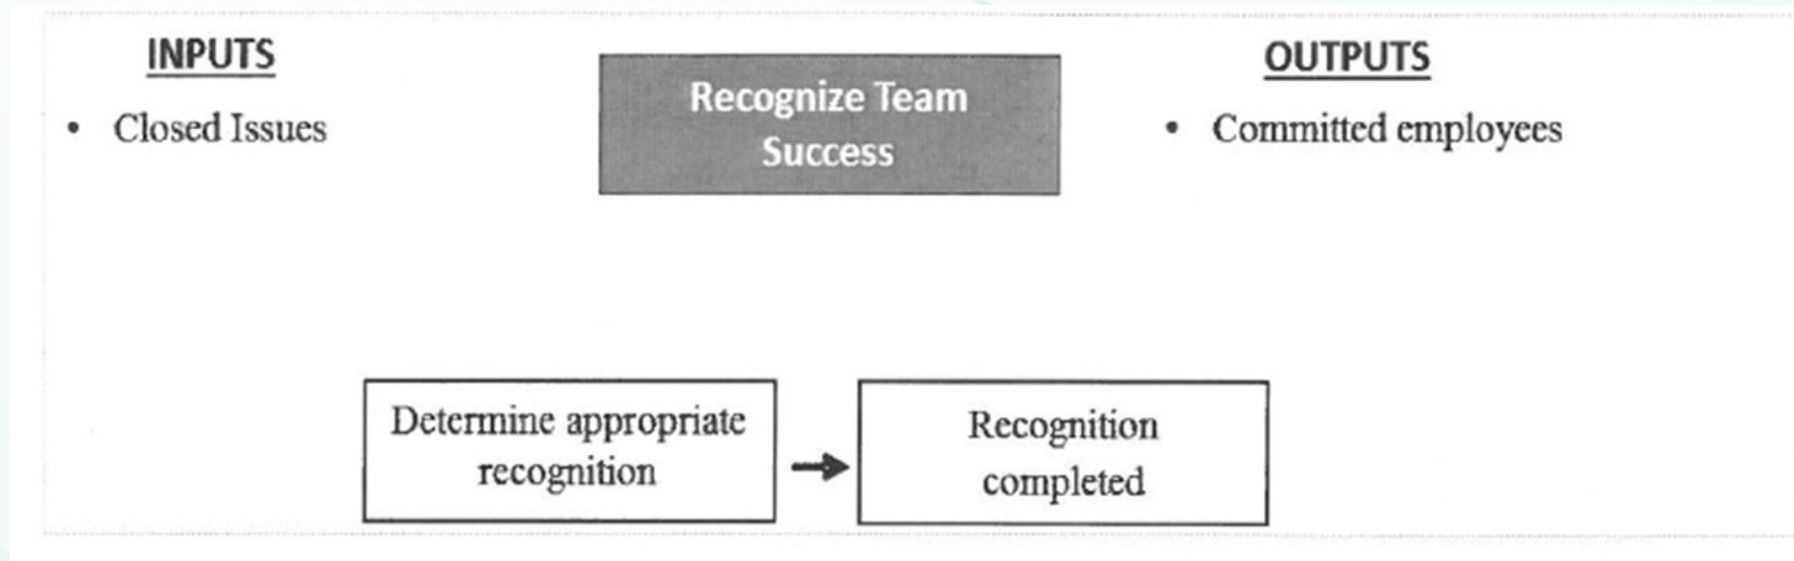 INPUTS
• Closed Issues
Recognize Team
Success
OUTPUTS
• Committed employees
Determine appropriate
recognition
Recognition
completed